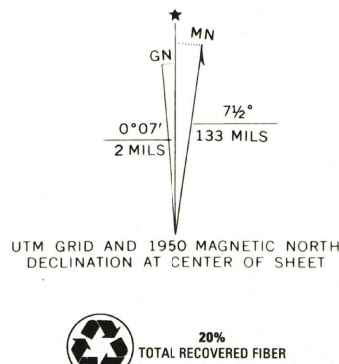 ★
MN
GN
0°07'
2 MILS
7½°
133 MILS
UTM GRID AND 1950 MAGNETIC NORTH
DECLINATION AT CENTER OF SHEET
20%
TOTAL RECOVERED FIBER